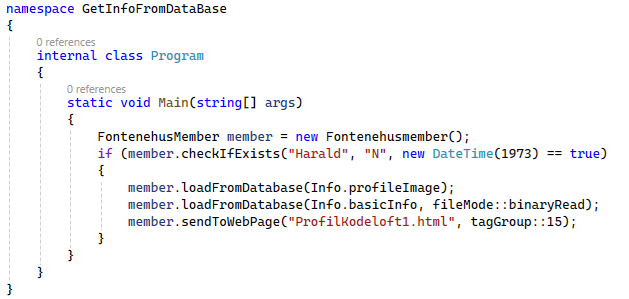 namespace GetInfoFromDataBase
{
0 references
internal class Program
{
0 references
static void Main(string[] args)
{
FontenehusMember member = new Fontenehusmember();
if (member.checkIfExists("Harald", "N", new DateTime(1973) == true)
{
member.loadFromDatabase(Info.profileImage);
member.loadFromDatabase(Info.basicInfo, fileMode::binaryRead);
member.sendToWebPage("ProfilKodeloft1.html", tagGroup::15);
}
}
}
}